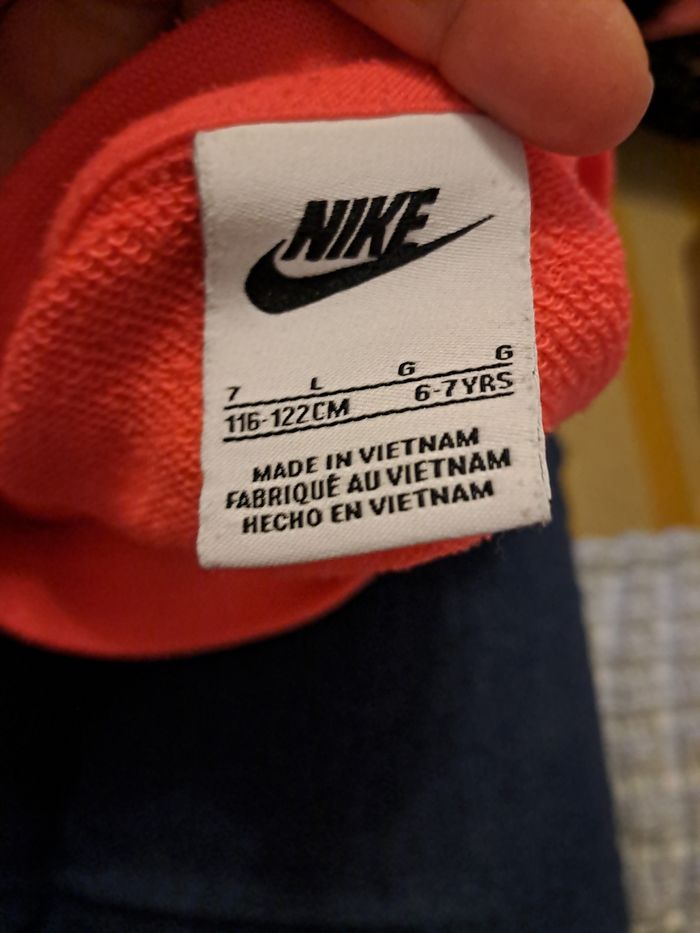 NIKE
7 L G G
116-122CM 6-7YRS
MADE IN VIETNAM
FABRIQUÉ AU VIETNAM
HECHO EN VIETNAM